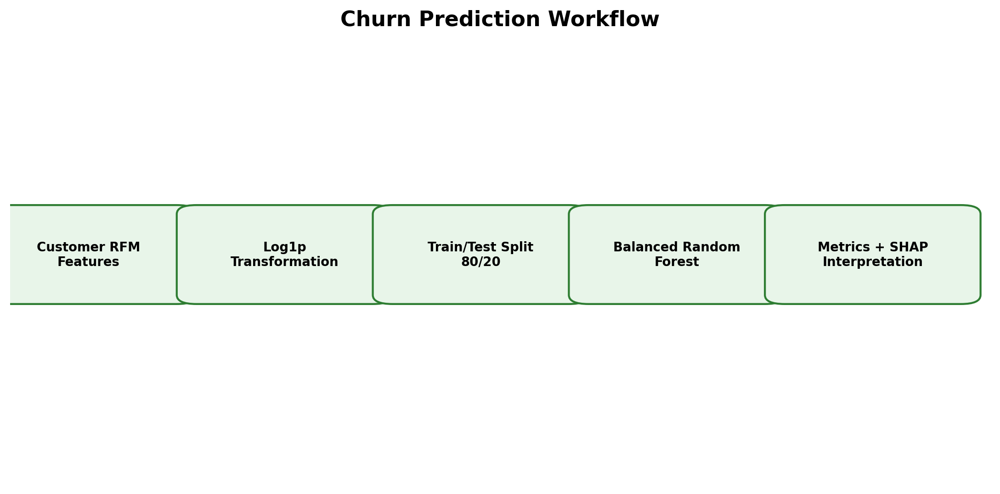 Churn Prediction Workflow
Customer RFM
Features
Log1p
Transformation
Train/Test Split
80/20
Balanced Random
Forest
Metrics + SHAP
Interpretation